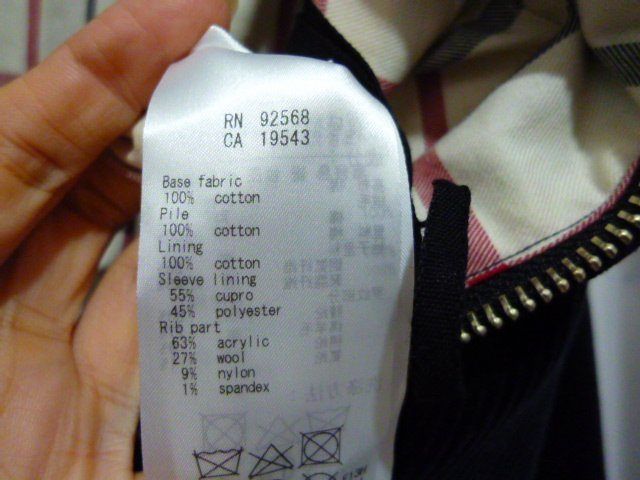 RN 92568
CA 19543
Base fabric
100% cotton
Pile
100% cotton
Lining
100% cotton
Sleeve lining
55% cupro
45% polyester
Rib part
63% acrylic
27% wool
9% nylon
1% spandex